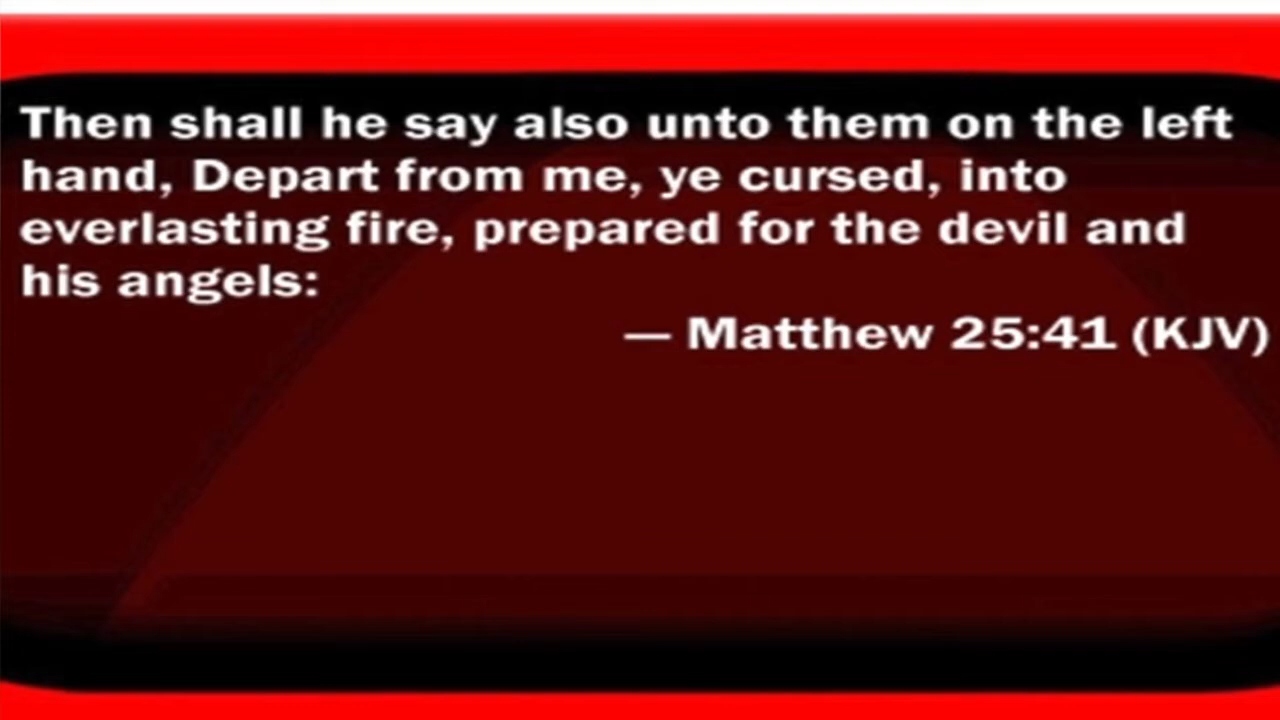 Then shall he say also unto them on the left
hand, Depart from me, ye cursed, into
everlasting fire, prepared for the devil and
his angels:
— Matthew 25:41 (KJV)